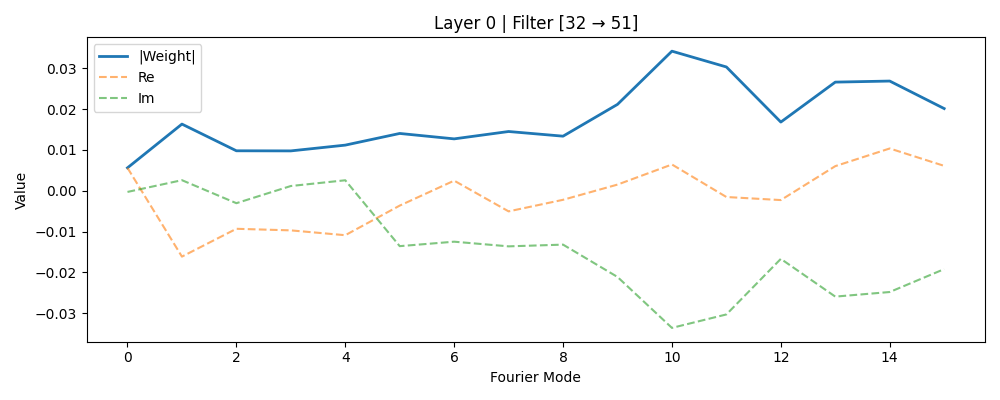 Layer 0 | Filter [32 → 51]
|Weight|
Re
Im
Value
0.03
0.02
0.01
0.00
−0.01
−0.02
−0.03
0 2 4 6 8 10 12 14
Fourier Mode